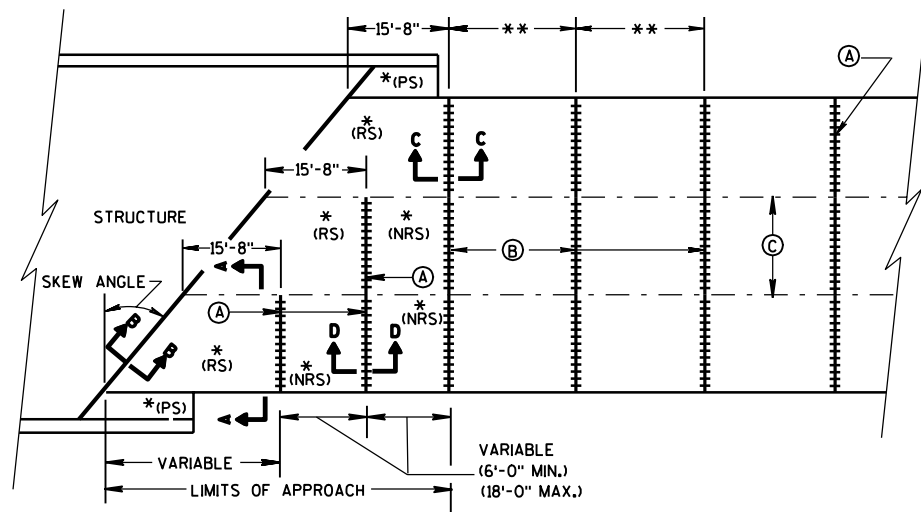 15'-8"
**
**
A
*(PS)
*
(RS)
C
C
15'-8"
STRUCTURE
*
(RS)
*
(NRS)
B
C
15'-8"
A
SKEW ANGLE
A
A
*
(NRS)
B
B
D
D
*
(RS)
*
(NRS)
*(PS)
A
VARIABLE
VARIABLE
(6'-0" MIN.)
(18'-0" MAX.)
LIMITS OF APPROACH